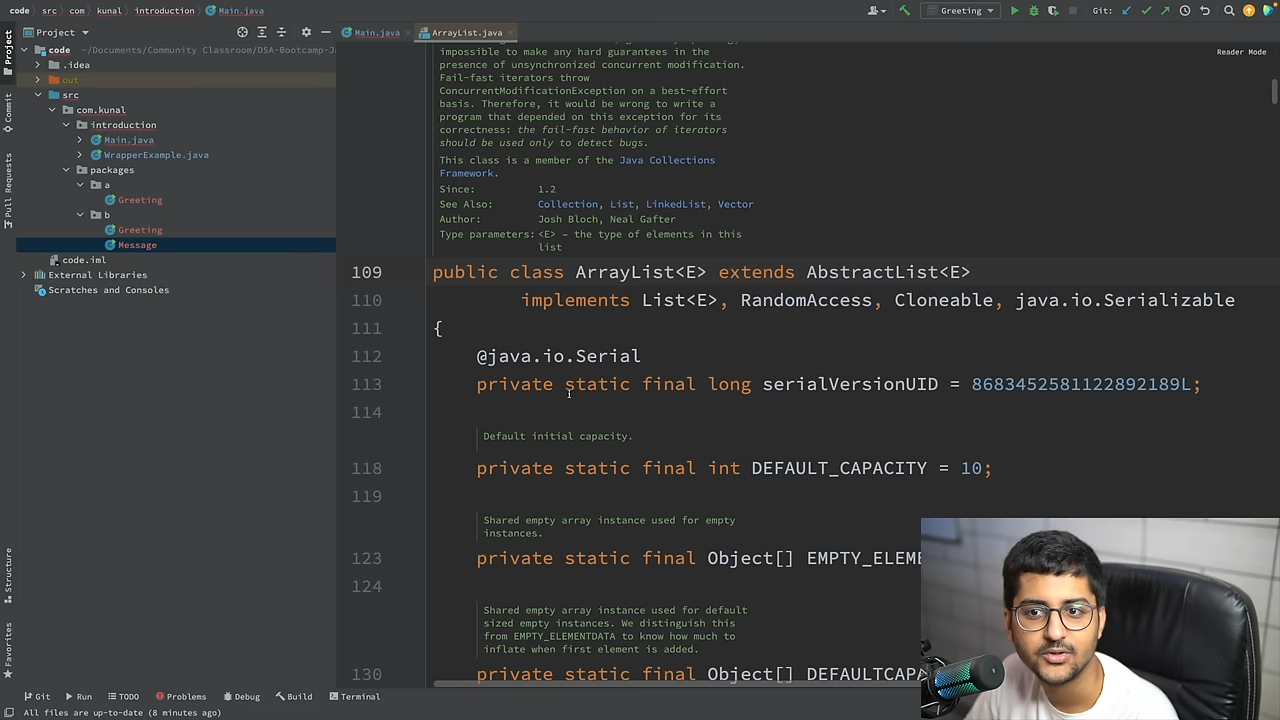 code › src › com › kunal › introduction › Main.java
Greeting
Git:
Project
Main.java
ArrayList.java
Reader Mode
Project
Commit
Pull Requests
Structure
Favorites
code ~/Documents/Community Classroom/DSA-Bootcamp-J
.idea
out
src
com.kunal
introduction
Main.java
WrapperExample.java
packages
a
Greeting
b
Greeting
Message
code.iml
External Libraries
Scratches and Consoles
impossible to make any hard guarantees in the
presence of unsynchronized concurrent modification.
Fail-fast iterators throw
ConcurrentModificationException on a best-effort
basis. Therefore, it would be wrong to write a
program that depended on this exception for its
correctness: the fail-fast behavior of iterators
should be used only to detect bugs.
This class is a member of the Java Collections
Framework.
Since: 1.2
See Also: Collection, List, LinkedList, Vector
Author: Josh Bloch, Neal Gafter
Type parameters: <E> – the type of elements in this
list
109 public class ArrayList<E> extends AbstractList<E>
110 implements List<E>, RandomAccess, Cloneable, java.io.Serializable
111 {
112 @java.io.Serial
113 private static final long serialVersionUID = 8683452581122892189L;
114
Default initial capacity.
118 private static final int DEFAULT_CAPACITY = 10;
119
Shared empty array instance used for empty
instances.
123 private static final Object[] EMPTY_ELEME
124
Shared empty array instance used for default
sized empty instances. We distinguish this
from EMPTY_ELEMENTDATA to know how much to
inflate when first element is added.
130 private static final Object[] DEFAULTCAPA
Git Run TODO Problems Debug Build Terminal
All files are up-to-date (8 minutes ago)